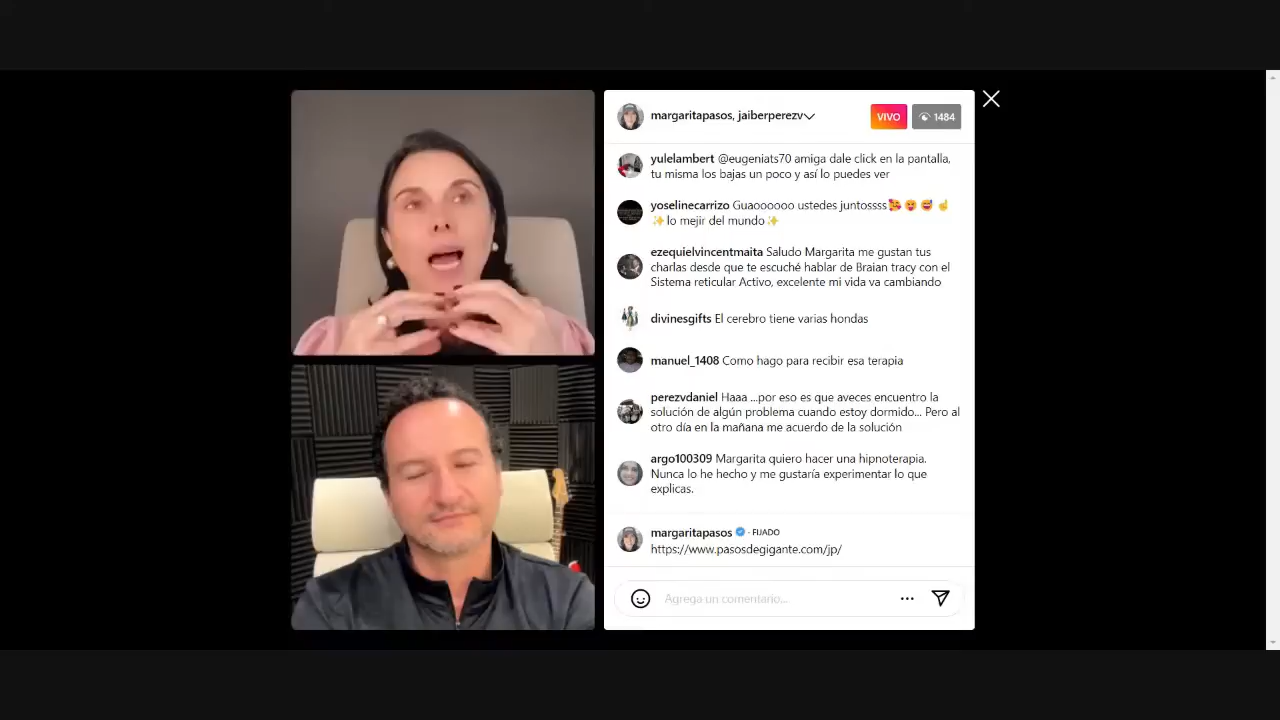 margaritapasos, jaiberperezv
VIVO
1484
yulelambert @eugeniats70 amiga dale click en la pantalla,
tu misma los bajas un poco y así lo puedes ver
yoselinecarrizo Guaoooooo ustedes juntossss🥰😍😅☝️
✨lo mejir del mundo✨
ezequielvincentmaita Saludo Margarita me gustan tus
charlas desde que te escuché hablar de Braian tracy con el
Sistema reticular Activo, excelente mi vida va cambiando
divinesgifts El cerebro tiene varias hondas
manuel_1408 Como hago para recibir esa terapia
perezvdaniel Haaa ...por eso es que aveces encuentro la
solución de algún problema cuando estoy dormido... Pero al
otro día en la mañana me acuerdo de la solución
argo100309 Margarita quiero hacer una hipnoterapia.
Nunca lo he hecho y me gustaría experimentar lo que
explicas.
margaritapasos · FIJADO
https://www.pasosdegigante.com/jp/
Agrega un comentario...